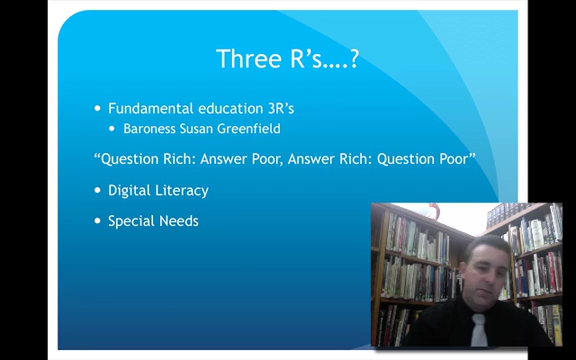 Three R's....?
Fundamental education 3R's
Baroness Susan Greenfield
“Question Rich: Answer Poor, Answer Rich: Question Poor”
Digital Literacy
Special Needs